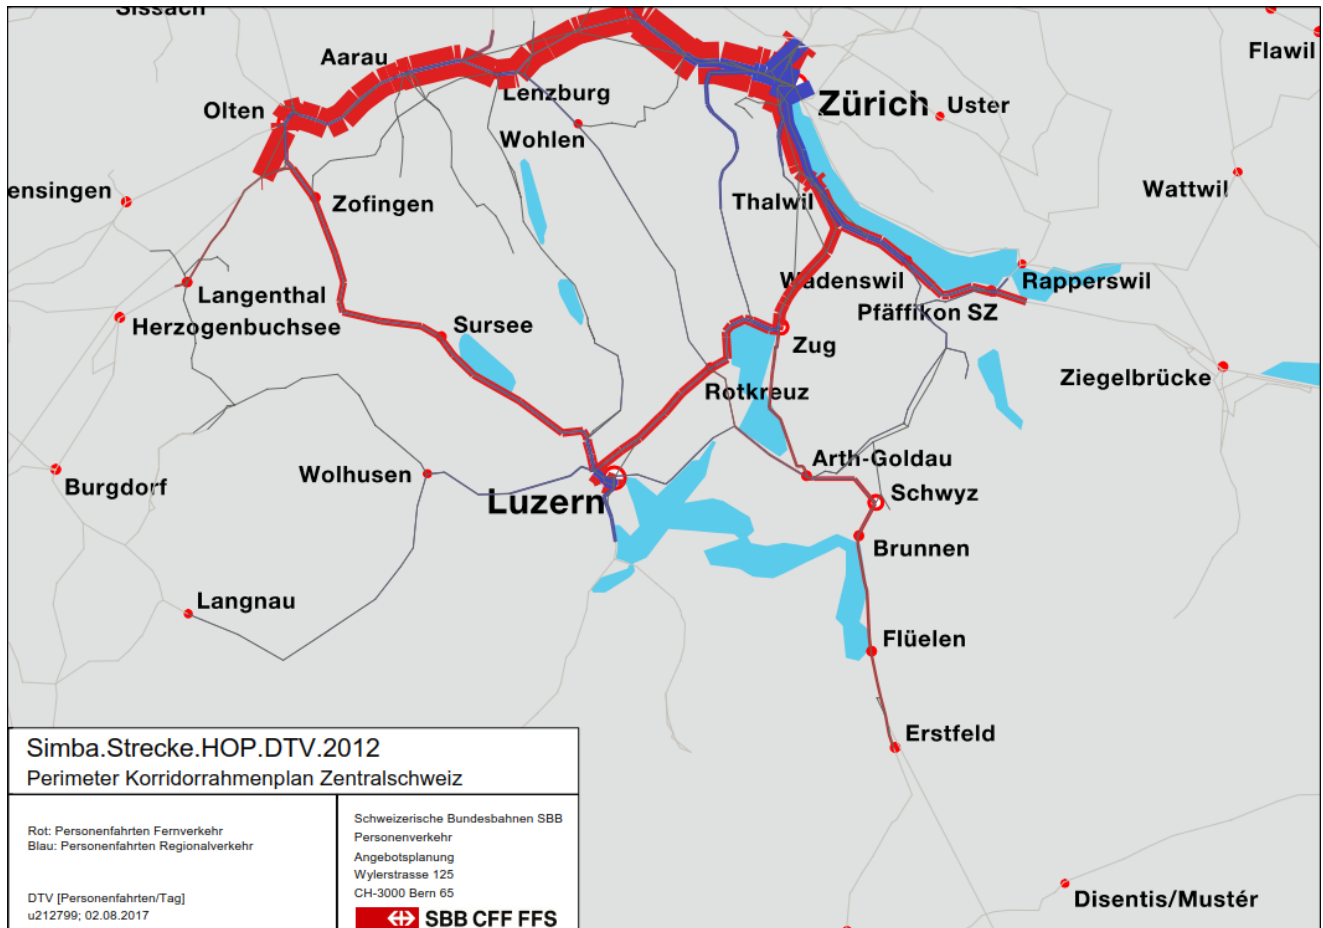 Sissach
Flawil
Aarau
Lenzburg
Olten
Zürich
Uster
Wohlen
ensingen
Wattwil
Zofingen
Thalwil
Wädenswil
Rapperswil
Langenthal
Pfäffikon SZ
Herzogenbuchsee
Sursee
Zug
Ziegelbrücke
Rotkreuz
Arth-Goldau
Wolhusen
Burgdorf
Schwyz
Luzern
Brunnen
Langnau
Flüelen
Erstfeld
Disentis/Mustér
Simba.Strecke.HOP.DTV.2012
Perimeter Korridorrahmenplan Zentralschweiz
Rot: Personenfahrten Fernverkehr
Blau: Personenfahrten Regionalverkehr
DTV [Personenfahrten/Tag]
u212799; 02.08.2017
Schweizerische Bundesbahnen SBB
Personenverkehr
Angebotsplanung
Wylerstrasse 125
CH-3000 Bern 65
SBB CFF FFS